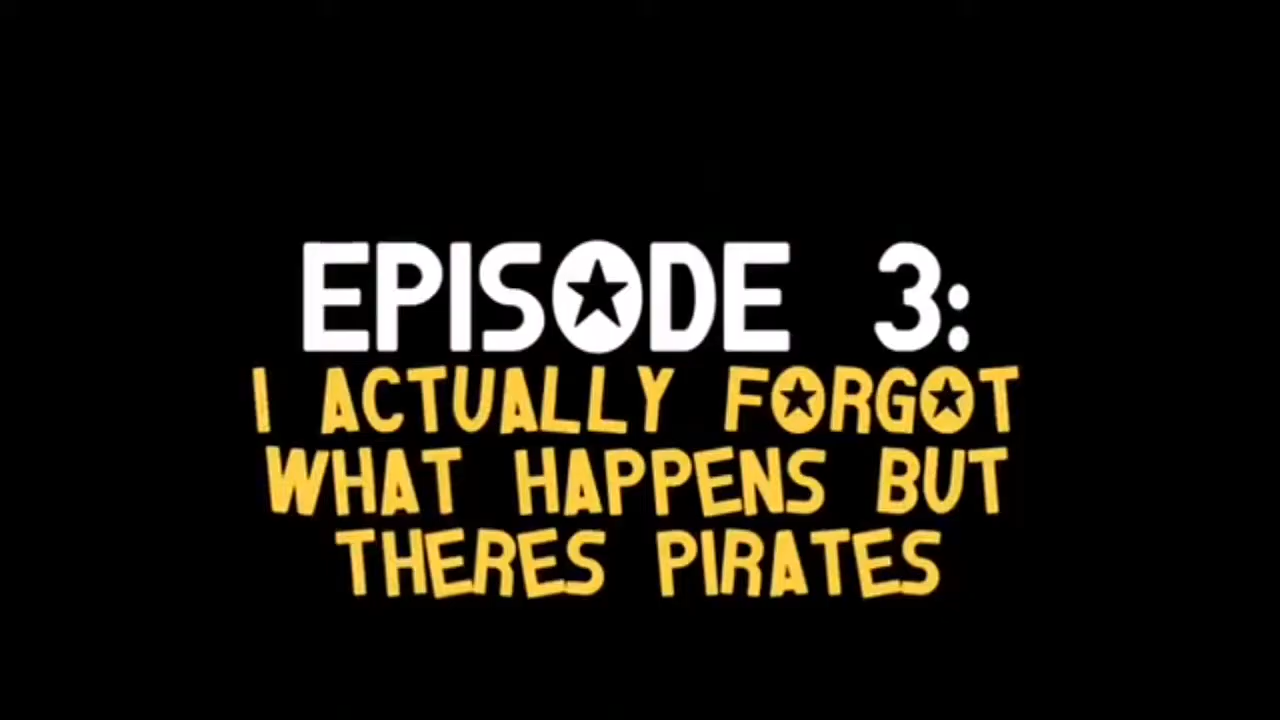 EPISODE 3:
I ACTUALLY FORGOT
WHAT HAPPENS BUT
THERES PIRATES